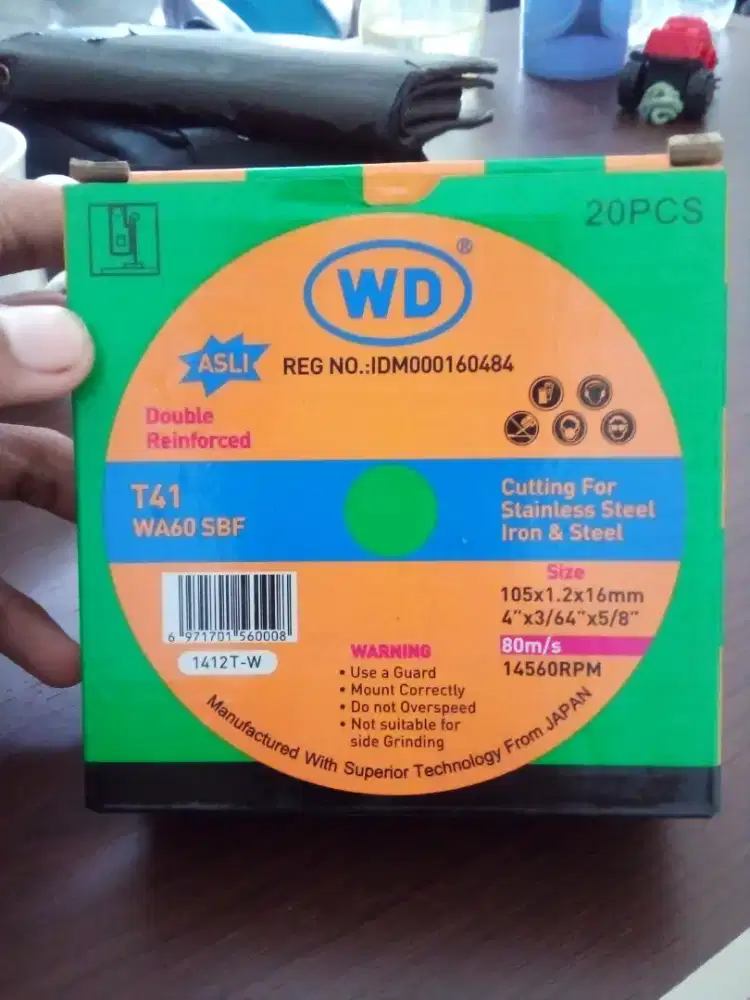 20PCS
WD®
ASLI
REG NO.:IDM000160484
Double
Reinforced
T41
WA60 SBF
Cutting For
Stainless Steel
Iron & Steel
Size
105x1.2x16mm
4"x3/64"x5/8"
80m/s
14560RPM
6 971701 560008
1412T-W
WARNING
• Use a Guard
• Mount Correctly
• Do not Overspeed
• Not suitable for
side Grinding
Manufactured With Superior Technology From JAPAN